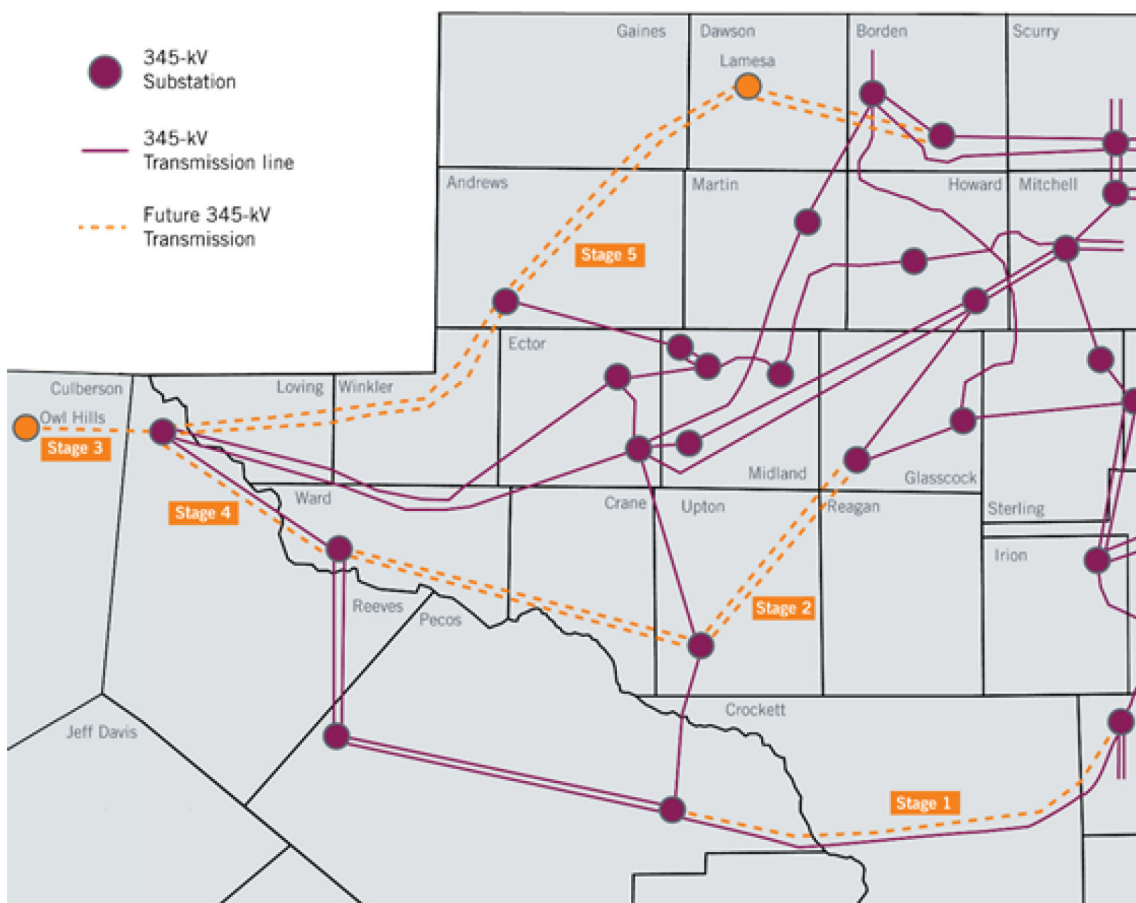 345-kV
Substation
345-kV
Transmission line
Future 345-kV
Transmission
Gaines
Dawson
Borden
Scurry
Lamesa
Andrews
Martin
Howard
Mitchell
Stage 5
Ector
Culberson
Loving
Winkler
Owl Hills
Stage 3
Midland
Glasscock
Ward
Crane
Upton
Reagan
Sterling
Stage 4
Irion
Reeves
Pecos
Stage 2
Crockett
Jeff Davis
Stage 1